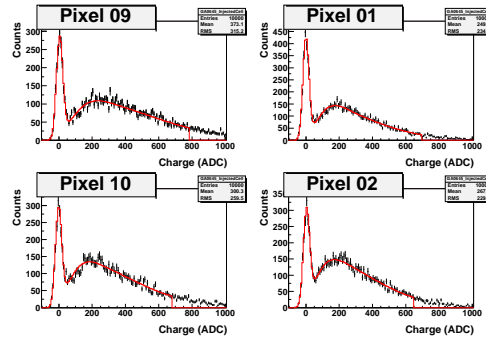 Pixel 09
GA0645_InjectedCell
Entries 10000
Mean 373.1
RMS 315.2
Counts
300
250
200
150
100
50
0
0 200 400 600 800 1000
Charge (ADC)
Pixel 01
Entries
Mean
RMS 234
Counts
450
400
350
300
250
200
150
100
50
0
0 200 400 600 800 1000
Charge (ADC)
Pixel 10
GA0645_InjectedCell
Entries 10000
Mean 300.3
RMS 259.5
Counts
300
250
200
150
100
50
0
0 200 400 600 800 1000
Charge (ADC)
Pixel 02
Entries
Mean 267
RMS
Counts
350
300
250
200
150
100
50
0
0 200 400 600 800 1000
Charge (ADC)